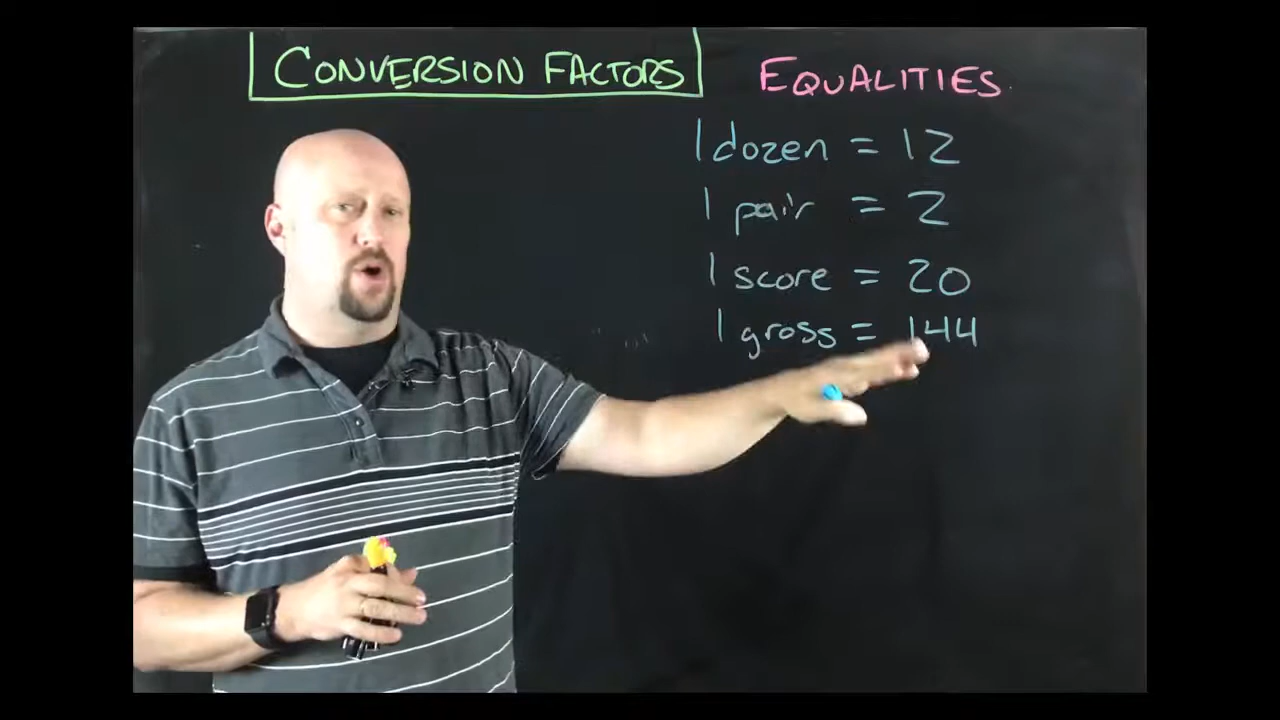 CONVERSION FACTORS
EQUALITIES
1 dozen = 12
1 pair = 2
1 score = 20
1 gross = 144